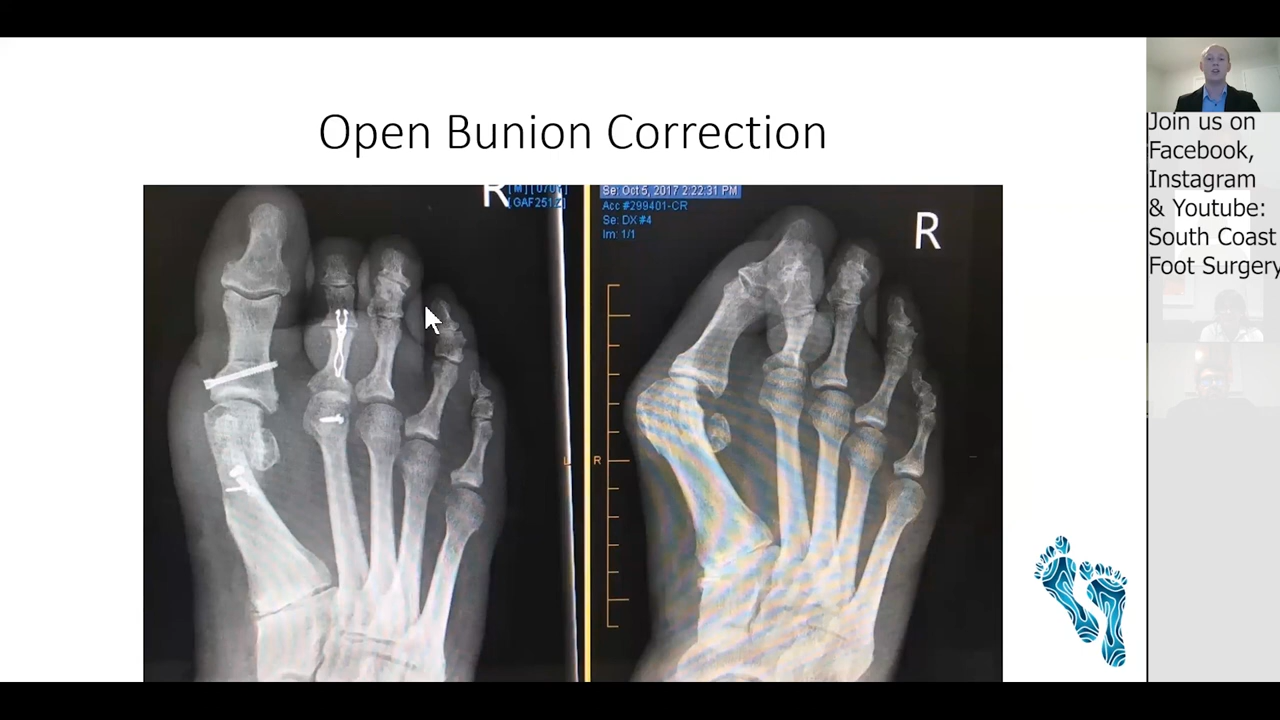 Open Bunion Correction
R
Se, Oct 5, 2017 2:22:31 PM
Acc #299401-CR
Se: DX #4
Im: 1/1
R
R
Join us on
Facebook,
Instagram
& Youtube:
South Coast
Foot Surgery